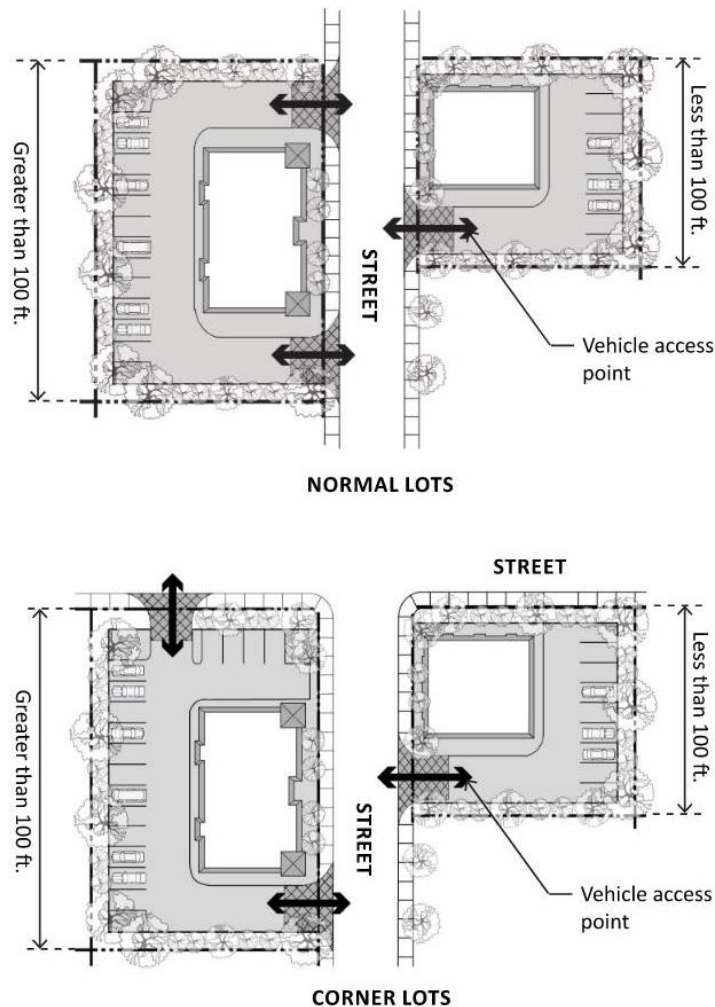 Greater than 100 ft.
STREET
Less than 100 ft.
Vehicle access
point
NORMAL LOTS
STREET
Greater than 100 ft.
STREET
Less than 100 ft.
Vehicle access
point
CORNER LOTS